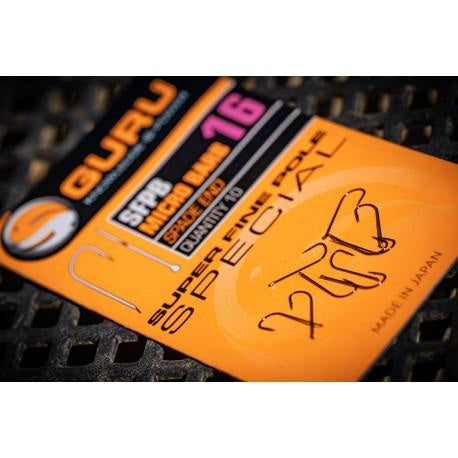 GURU
16
SFPB
MICRO BARB
SPADE END
QUANTITY 10
SUPER FINE POLE
SPECIAL
MADE IN JAPAN